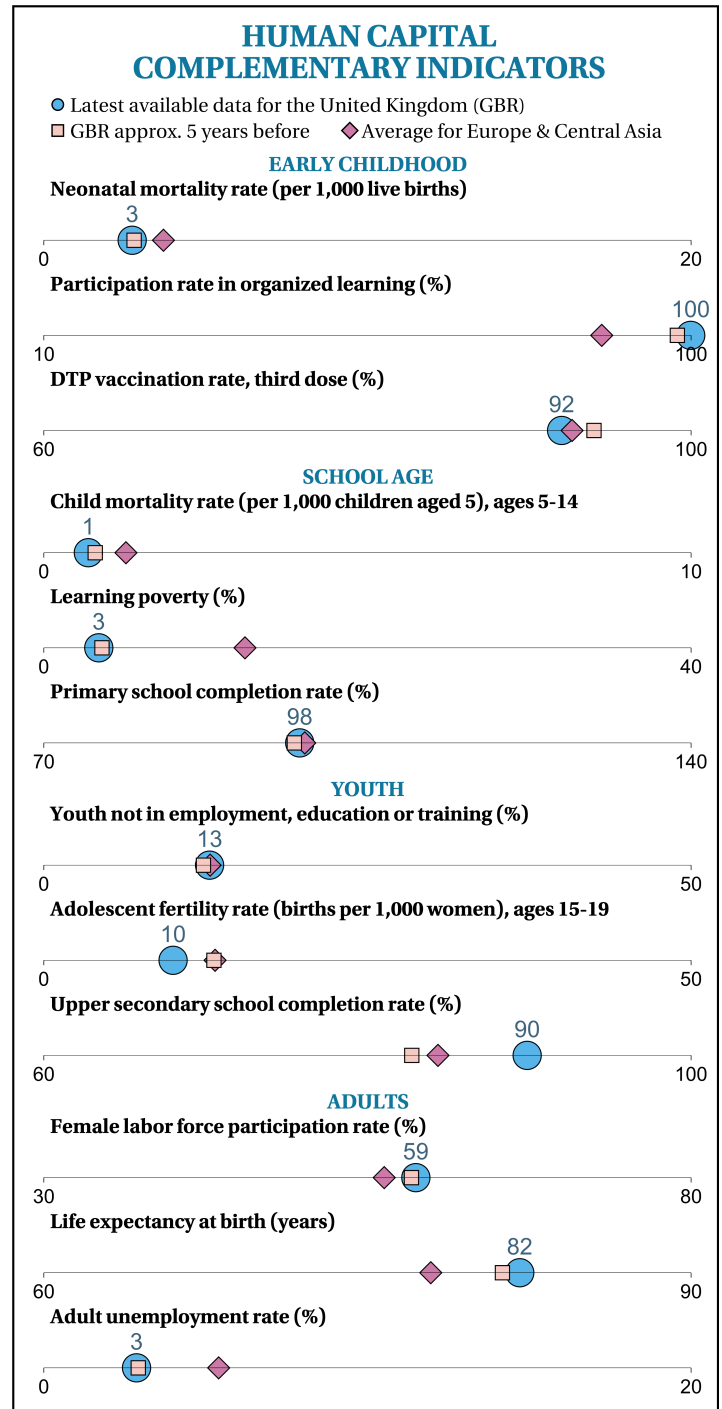 HUMAN CAPITAL
COMPLEMENTARY INDICATORS
Latest available data for the United Kingdom (GBR)
GBR approx. 5 years before Average for Europe & Central Asia
EARLY CHILDHOOD
Neonatal mortality rate (per 1,000 live births)
3
0 20
Participation rate in organized learning (%)
100
10 100
DTP vaccination rate, third dose (%)
92
60 100
SCHOOL AGE
Child mortality rate (per 1,000 children aged 5), ages 5-14
1
0 10
Learning poverty (%)
3
0 40
Primary school completion rate (%)
98
70 140
YOUTH
Youth not in employment, education or training (%)
13
0 50
Adolescent fertility rate (births per 1,000 women), ages 15-19
10
0 50
Upper secondary school completion rate (%)
90
60 100
ADULTS
Female labor force participation rate (%)
59
30 80
Life expectancy at birth (years)
82
60 90
Adult unemployment rate (%)
3
0 20